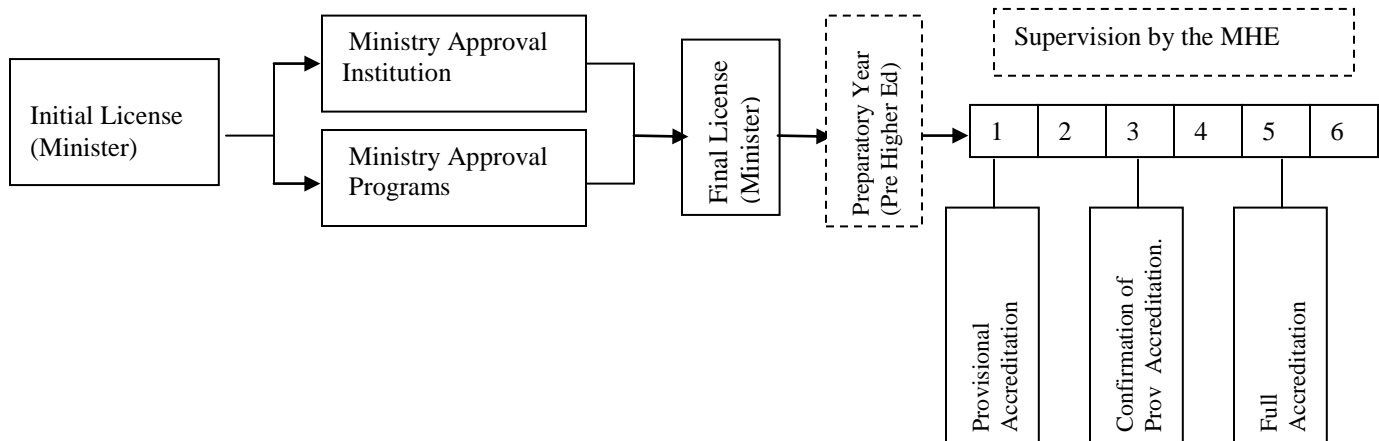 Initial License
(Minister)
Ministry Approval
Institution
Ministry Approval
Programs
Final License
(Minister)
Preparatory Year
(Pre Higher Ed)
Supervision by the MHE
1 2 3 4 5 6
Provisional
Accreditation
Confirmation of
Prov Accreditation.
Full
Accreditation